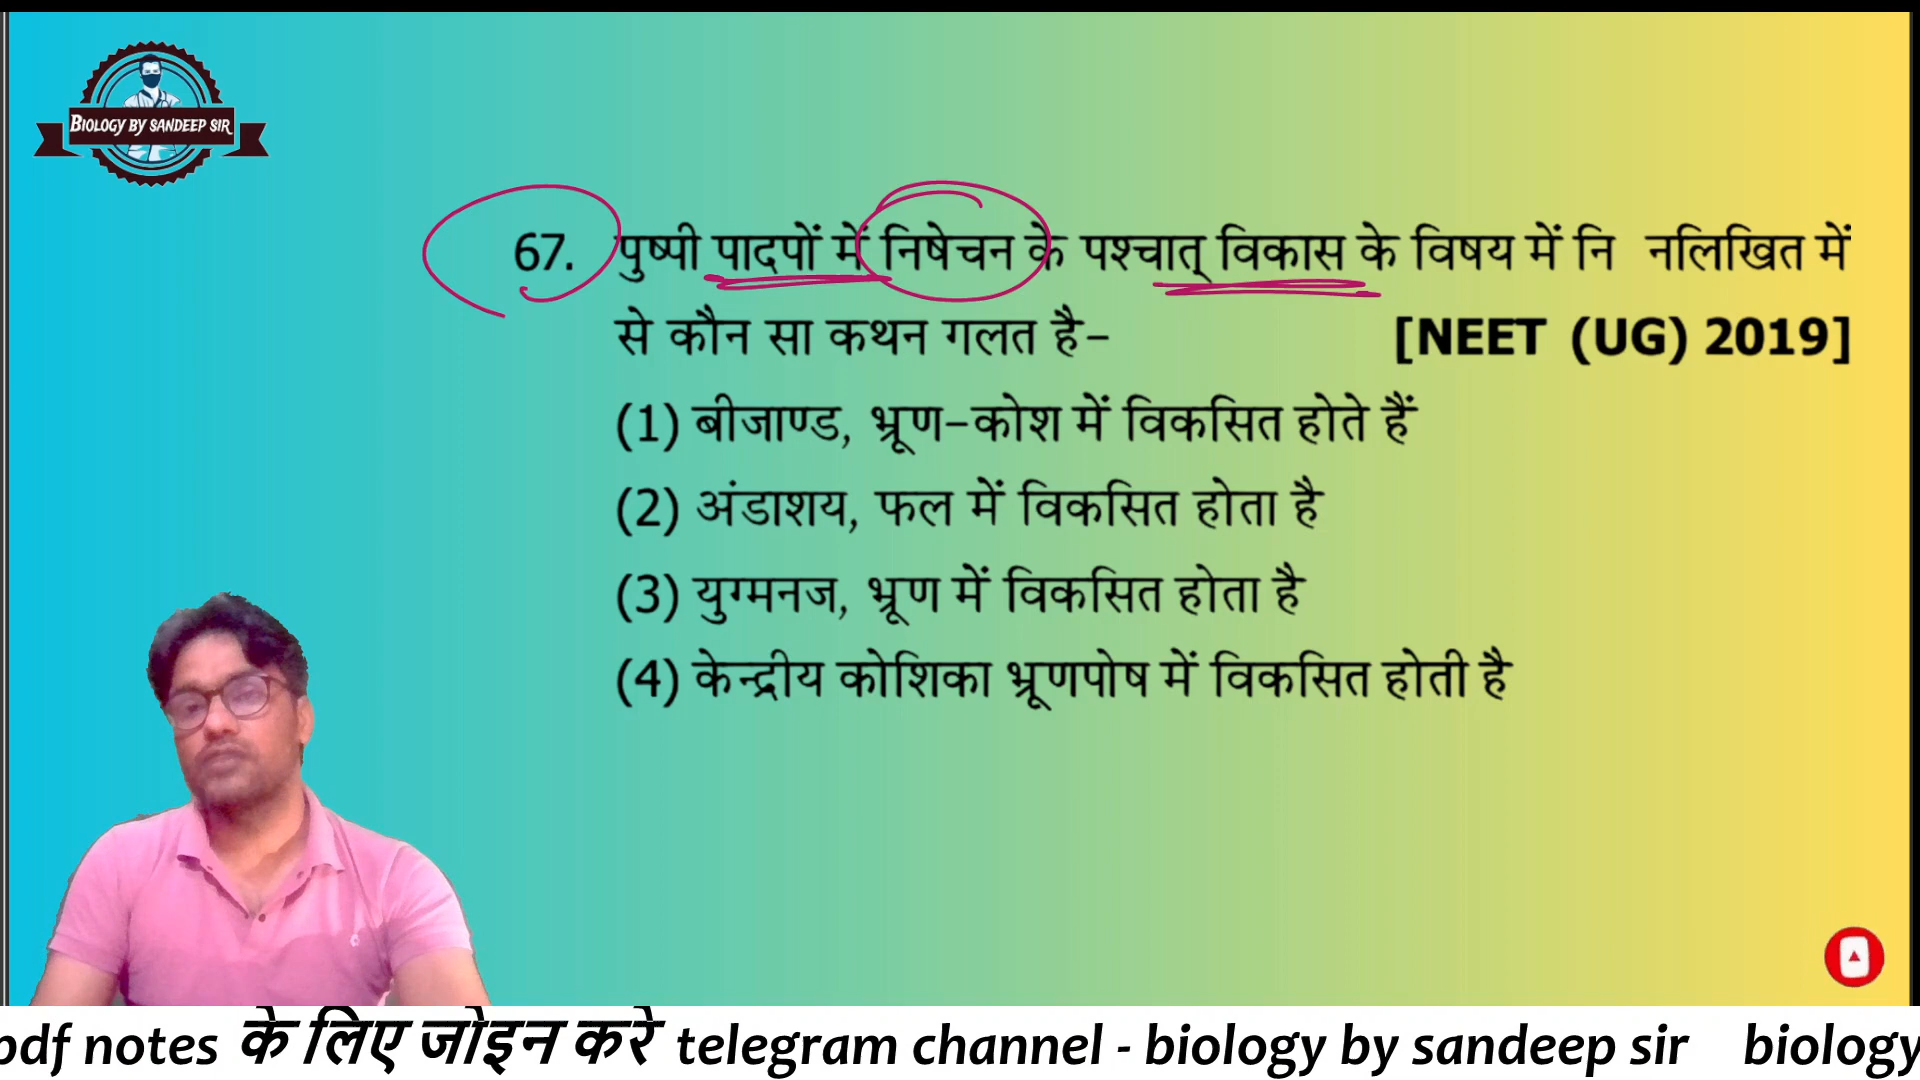 BIOLOGY BY SANDEEP SIR
67. पुष्पी पादपों में निषेचन के पश्चात् विकास के विषय में नि नलिखित में
से कौन सा कथन गलत है– [NEET (UG) 2019]
(1) बीजाण्ड, भ्रूण–कोश में विकसित होते हैं
(2) अंडाशय, फल में विकसित होता है
(3) युग्मनज, भ्रूण में विकसित होता है
(4) केन्द्रीय कोशिका भ्रूणपोष में विकसित होती है
pdf notes के लिए जोइन करे telegram channel - biology by sandeep sir biology